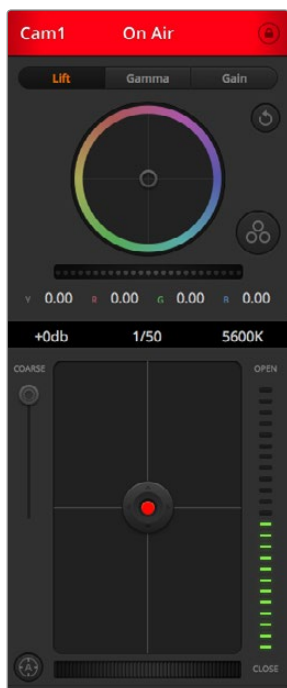 Cam1 On Air
Lift Gamma Gain
Y 0.00 R 0.00 G 0.00 B 0.00
+0db 1/50 5600K
COARSE OPEN
A CLOSE